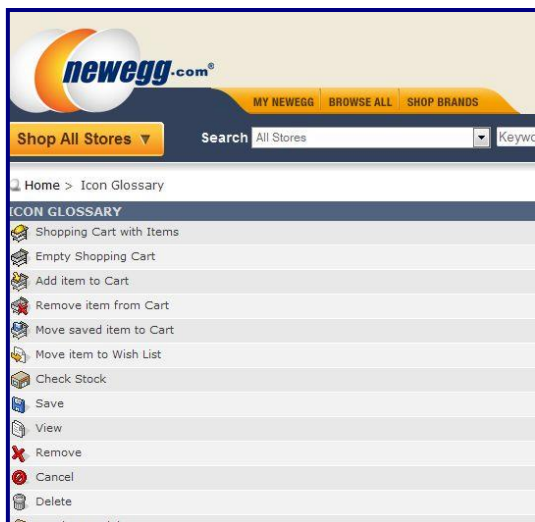 newegg.com®
MY NEWEGG BROWSE ALL SHOP BRANDS
Shop All Stores ▼ Search All Stores Keywo
Home > Icon Glossary
ICON GLOSSARY
Shopping Cart with Items
Empty Shopping Cart
Add item to Cart
Remove item from Cart
Move saved item to Cart
Move item to Wish List
Check Stock
Save
View
Remove
Cancel
Delete